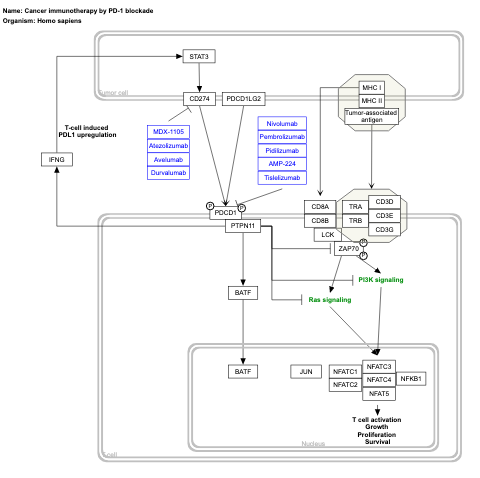 Name: Cancer immunotherapy by PD-1 blockade
Organism: Homo sapiens
STAT3
Tumor cell
CD274
PDCD1LG2
MHC I
MHC II
Tumor-associated
antigen
T-cell induced
PDL1 upregulation
MDX-1105
Atezolizumab
Avelumab
Durvalumab
Nivolumab
Pembrolizumab
Pidilizumab
AMP-224
Tislelizumab
IFNG
P
P
PDCD1
PTPN11
CD8A
CD8B
LCK
TRA
TRB
CD3D
CD3E
CD3G
P
ZAP70
P
PI3K signaling
Ras signaling
BATF
BATF
JUN
NFATC1
NFATC2
NFATC3
NFATC4
NFAT5
NFKB1
T cell activation
Growth
Proliferation
Survival
Nucleus
T-cell